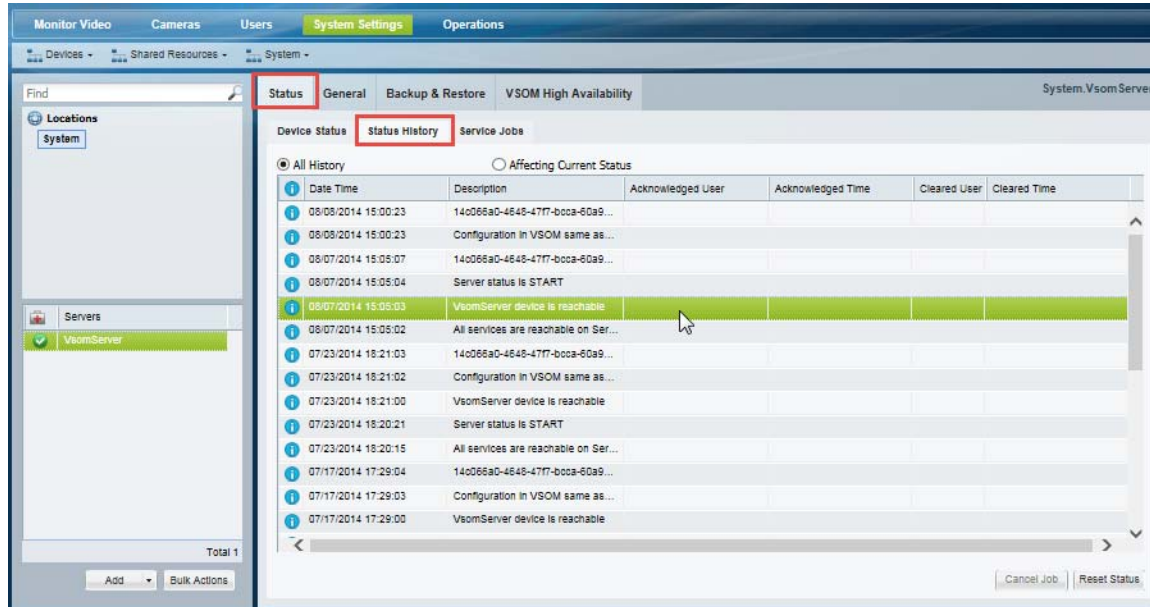 Monitor Video Cameras Users System Settings Operations
Devices Shared Resources System
Find
Locations
System
Servers
VsomServer
Total 1
Add Bulk Actions
Status General Backup & Restore VSOM High Availability System.VsomServer
Device Status Status History Service Jobs
All History Affecting Current Status
Date Time Description Acknowledged User Acknowledged Time Cleared User Cleared Time
08/08/2014 15:00:23 14c066a0-4648-47f7-bcca-60a9...
08/08/2014 15:00:23 Configuration in VSOM same as...
08/07/2014 15:05:07 14c066a0-4648-47f7-bcca-60a9...
08/07/2014 15:05:04 Server status is START
08/07/2014 15:05:03 VsomServer device is reachable
08/07/2014 15:05:02 All services are reachable on Ser...
07/23/2014 18:21:03 14c066a0-4648-47f7-bcca-60a9...
07/23/2014 18:21:02 Configuration in VSOM same as...
07/23/2014 18:21:00 VsomServer device is reachable
07/23/2014 18:20:21 Server status is START
07/23/2014 18:20:15 All services are reachable on Ser...
07/17/2014 17:29:04 14c066a0-4648-47f7-bcca-60a9...
07/17/2014 17:29:03 Configuration in VSOM same as...
07/17/2014 17:29:00 VsomServer device is reachable
Cancel Job Reset Status